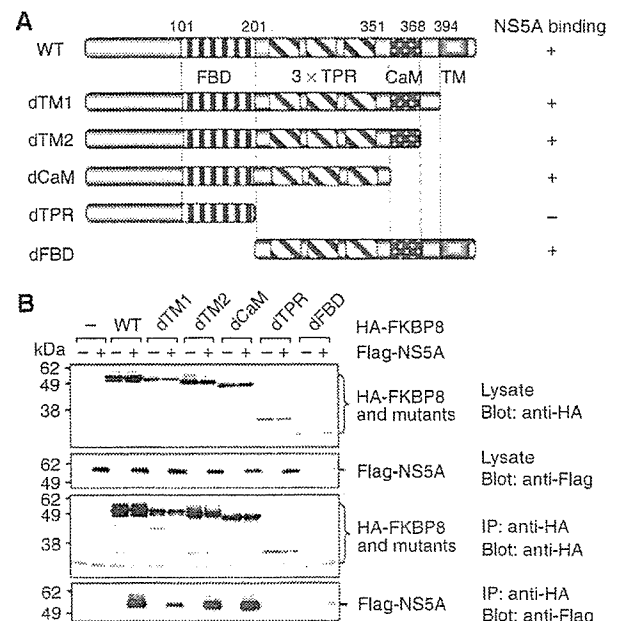 A
101 201 351 368 394 NS5A binding
WT +
FBD 3 × TPR CaM TM
dTM1 +
dTM2 +
dCaM +
dTPR −
dFBD +
B
− WT dTM1 dTM2 dCaM dTPR dFBD HA-FKBP8
kDa − + − + − + − + − + − + − + Flag-NS5A
62
49
38
HA-FKBP8 and mutants
Lysate
Blot: anti-HA
62
49
Flag-NS5A
Lysate
Blot: anti-Flag
62
49
38
HA-FKBP8 and mutants
IP: anti-HA
Blot: anti-HA
62
49
Flag-NS5A
IP: anti-HA
Blot: anti-Flag